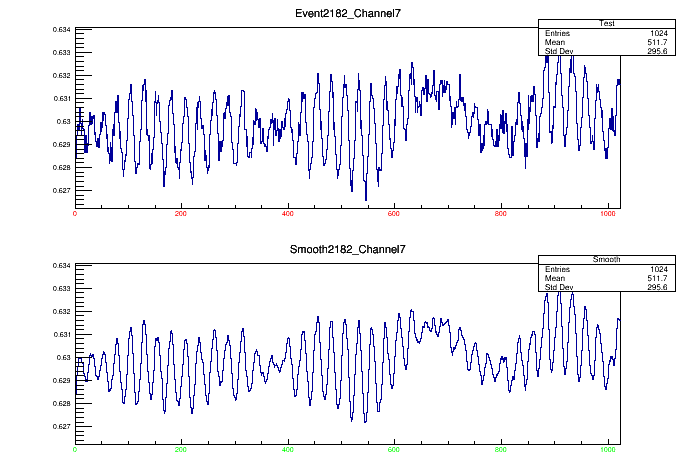 Event2182_Channel7
Test
Entries 1024
Mean 511.7
Std Dev 295.6
0.634
0.633
0.632
0.631
0.63
0.629
0.628
0.627
0 200 400 600 800 1000
Smooth2182_Channel7
Smooth
Entries 1024
Mean 511.7
Std Dev 295.6
0.634
0.633
0.632
0.631
0.63
0.629
0.628
0.627
0 200 400 600 800 1000